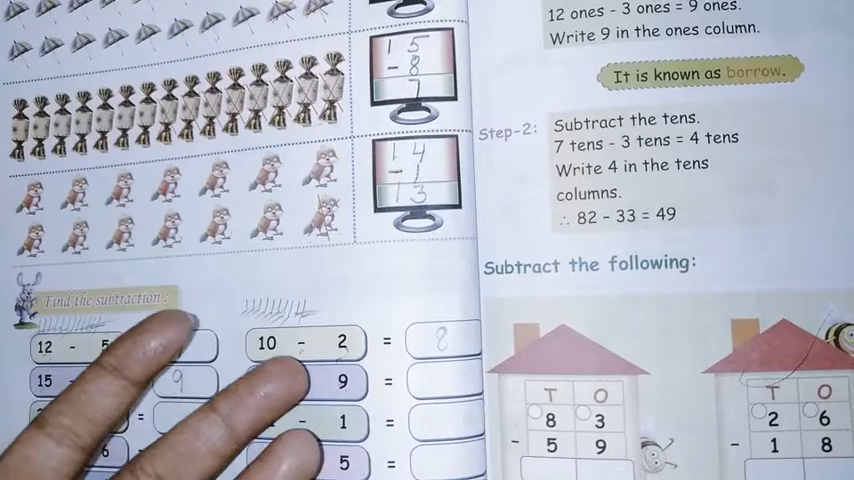 15
- 8
7
14
- 1
13
Find the subtraction :
12 - 5
15 - 9
=
6
10 - 2 = 8
9 =
- 1 =
5 =
12 ones - 3 ones = 9 ones.
Write 9 in the ones column.
It is known as borrow.
Step-2: Subtract the tens.
7 tens - 3 tens = 4 tens
Write 4 in the tens
columns.
∴ 82 - 33 = 49
Subtract the following:
T O
8 3
- 5 9
T O
2 6
- 1 8